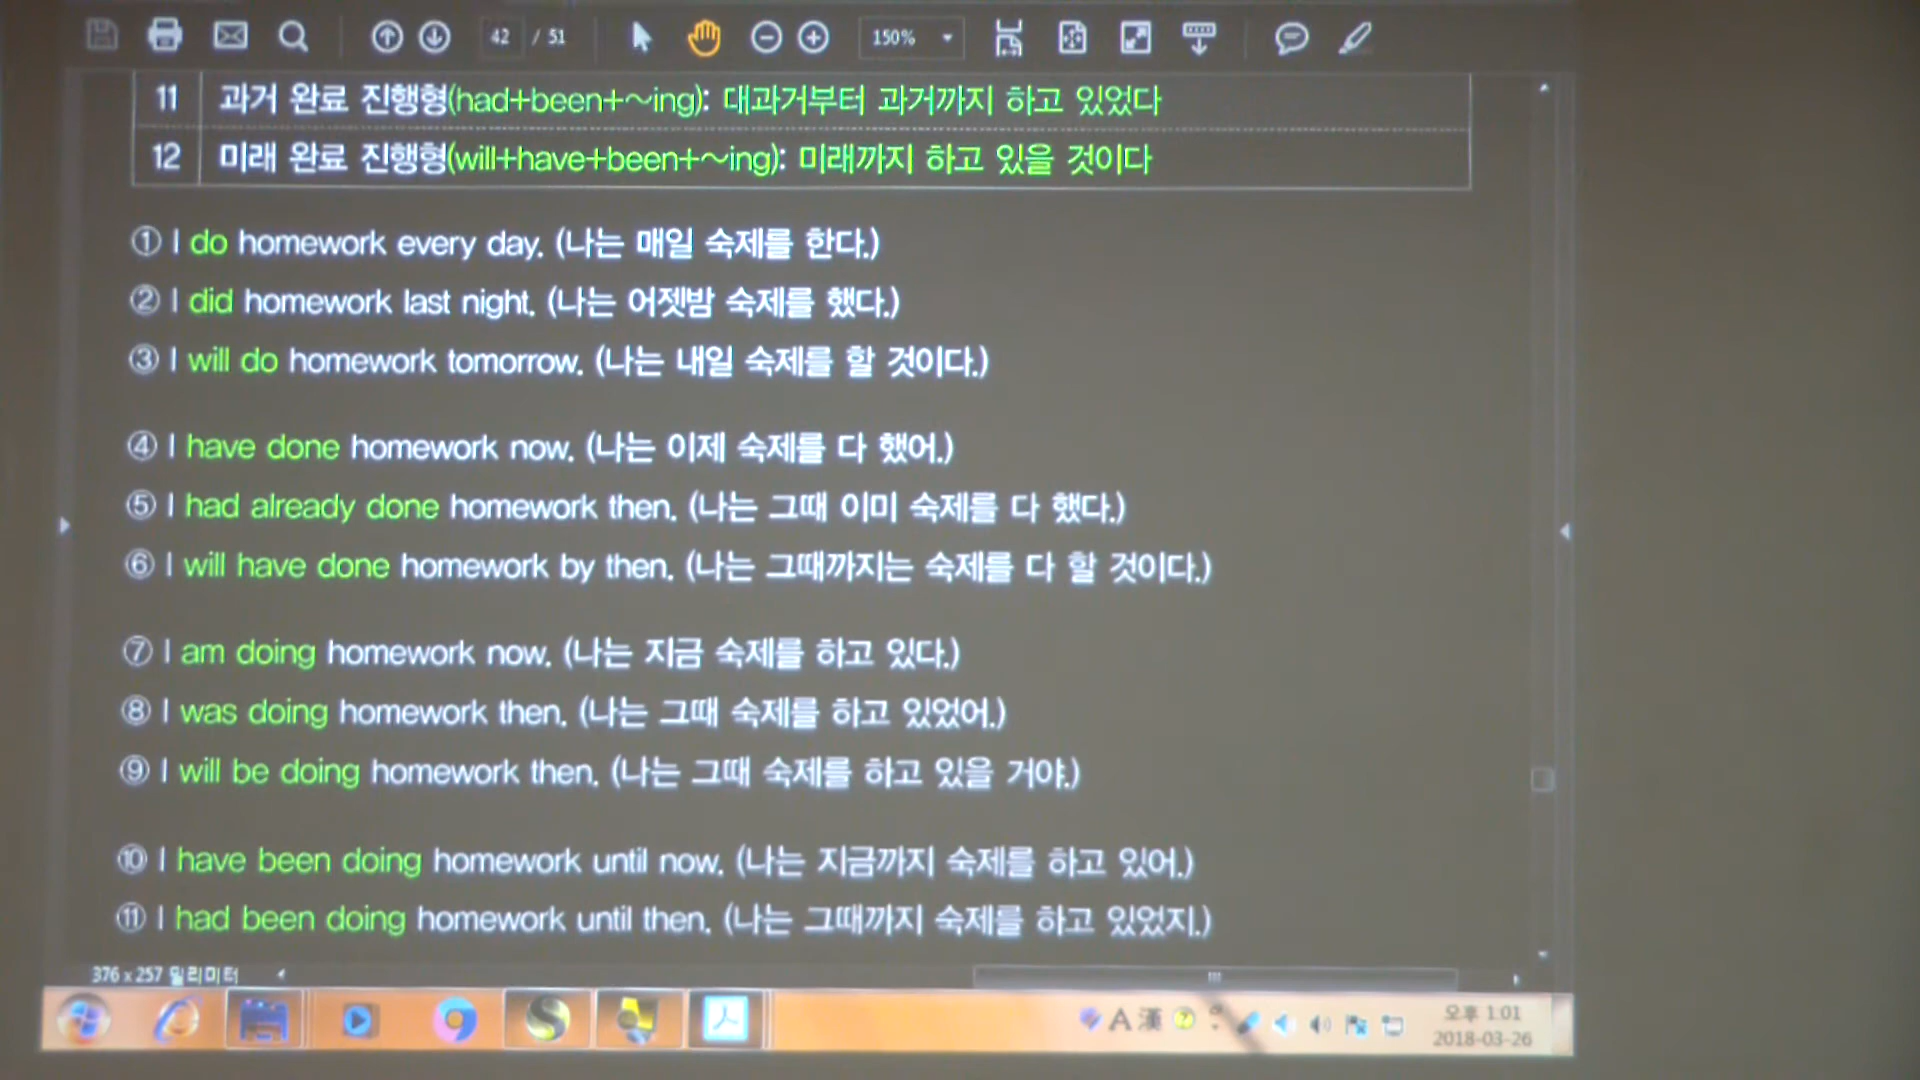 42 / 51 150%
11 과거 완료 진행형(had+been+~ing): 대과거부터 과거까지 하고 있었다
12 미래 완료 진행형(will+have+been+~ing): 미래까지 하고 있을 것이다
① I do homework every day. (나는 매일 숙제를 한다.)
② I did homework last night. (나는 어젯밤 숙제를 했다.)
③ I will do homework tomorrow. (나는 내일 숙제를 할 것이다.)
④ I have done homework now. (나는 이제 숙제를 다 했어.)
⑤ I had already done homework then. (나는 그때 이미 숙제를 다 했다.)
⑥ I will have done homework by then. (나는 그때까지는 숙제를 다 할 것이다.)
⑦ I am doing homework now. (나는 지금 숙제를 하고 있다.)
⑧ I was doing homework then. (나는 그때 숙제를 하고 있었어.)
⑨ I will be doing homework then. (나는 그때 숙제를 하고 있을 거야.)
⑩ I have been doing homework until now. (나는 지금까지 숙제를 하고 있어.)
⑪ I had been doing homework until then. (나는 그때까지 숙제를 하고 있었지.)
376 x 257 밀리미터
A 漢 오후 1:01
2018-03-26